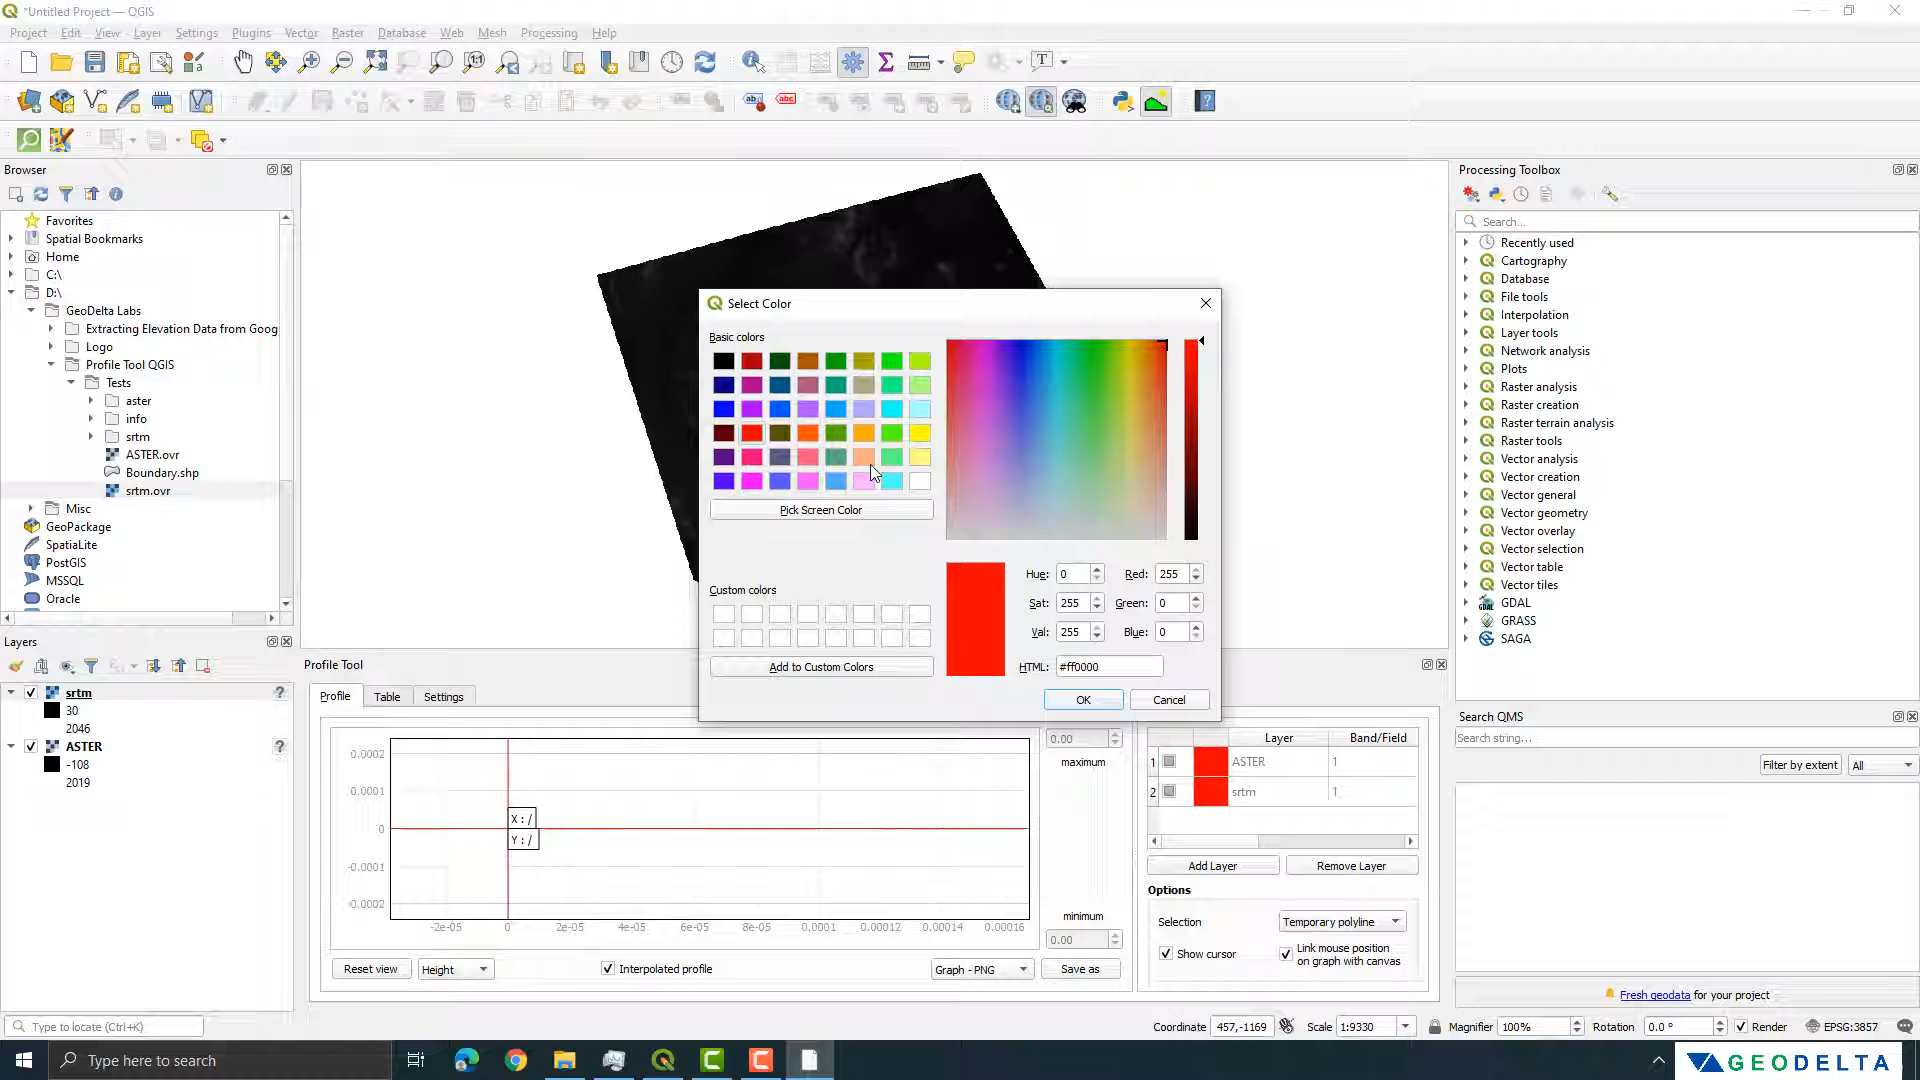 *Untitled Project — QGIS
Project Edit View Layer Settings Plugins Vector Raster Database Web Mesh Processing Help
Browser
Favorites
Spatial Bookmarks
Home
C:\
D:\
GeoDelta Labs
Extracting Elevation Data from Goog
Logo
Profile Tool QGIS
Tests
aster
info
srtm
ASTER.ovr
Boundary.shp
srtm.ovr
Misc
GeoPackage
SpatiaLite
PostGIS
MSSQL
Oracle
Layers
srtm
30
2046
ASTER
-108
2019
Type to locate (Ctrl+K)
Select Color
Basic colors
Pick Screen Color
Custom colors
Add to Custom Colors
Hue: 0 Red: 255
Sat: 255 Green: 0
Val: 255 Blue: 0
HTML: #ff0000
OK Cancel
Profile Tool
Profile Table Settings
0.0002
0.0001
0
-0.0001
-0.0002
X : /
Y : /
-2e-05 0 2e-05 4e-05 6e-05 8e-05 0.0001 0.00012 0.00014 0.00016
0.00
maximum
minimum
0.00
Reset view Height Interpolated profile Graph - PNG Save as
Layer Band/Field
1 ASTER 1
2 srtm 1
Add Layer Remove Layer
Options
Selection Temporary polyline
Show cursor Link mouse position
on graph with canvas
Processing Toolbox
Search...
Recently used
Cartography
Database
File tools
Interpolation
Layer tools
Network analysis
Plots
Raster analysis
Raster creation
Raster terrain analysis
Raster tools
Vector analysis
Vector creation
Vector general
Vector geometry
Vector overlay
Vector selection
Vector table
Vector tiles
GDAL
GRASS
SAGA
Search QMS
Search string...
Filter by extent All
Fresh geodata for your project
Coordinate 457,-1169 Scale 1:9330 Magnifier 100% Rotation 0.0 ° Render EPSG:3857
Type here to search
GEODELTA